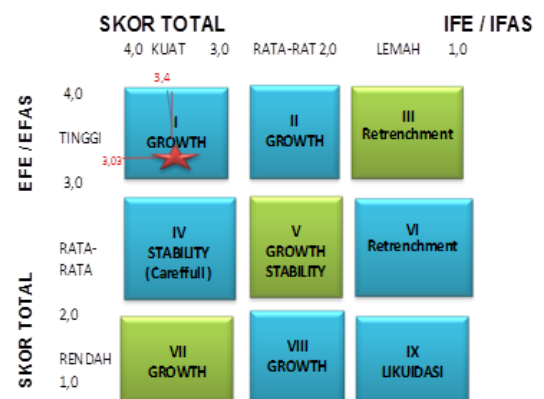 SKOR TOTAL IFE / IFAS
4,0 KUAT 3,0 RATA-RAT 2,0 LEMAH 1,0
3,4
EFE / EFAS
4,0
TINGGI
3,03
3,0
I
GROWTH
II
GROWTH
III
Retrenchment
RATA-
RATA
IV
STABILITY
(Carefull)
V
GROWTH
STABILITY
VI
Retrenchment
SKOR TOTAL
2,0
RENDAH
1,0
VII
GROWTH
VIII
GROWTH
IX
LIKUIDASI